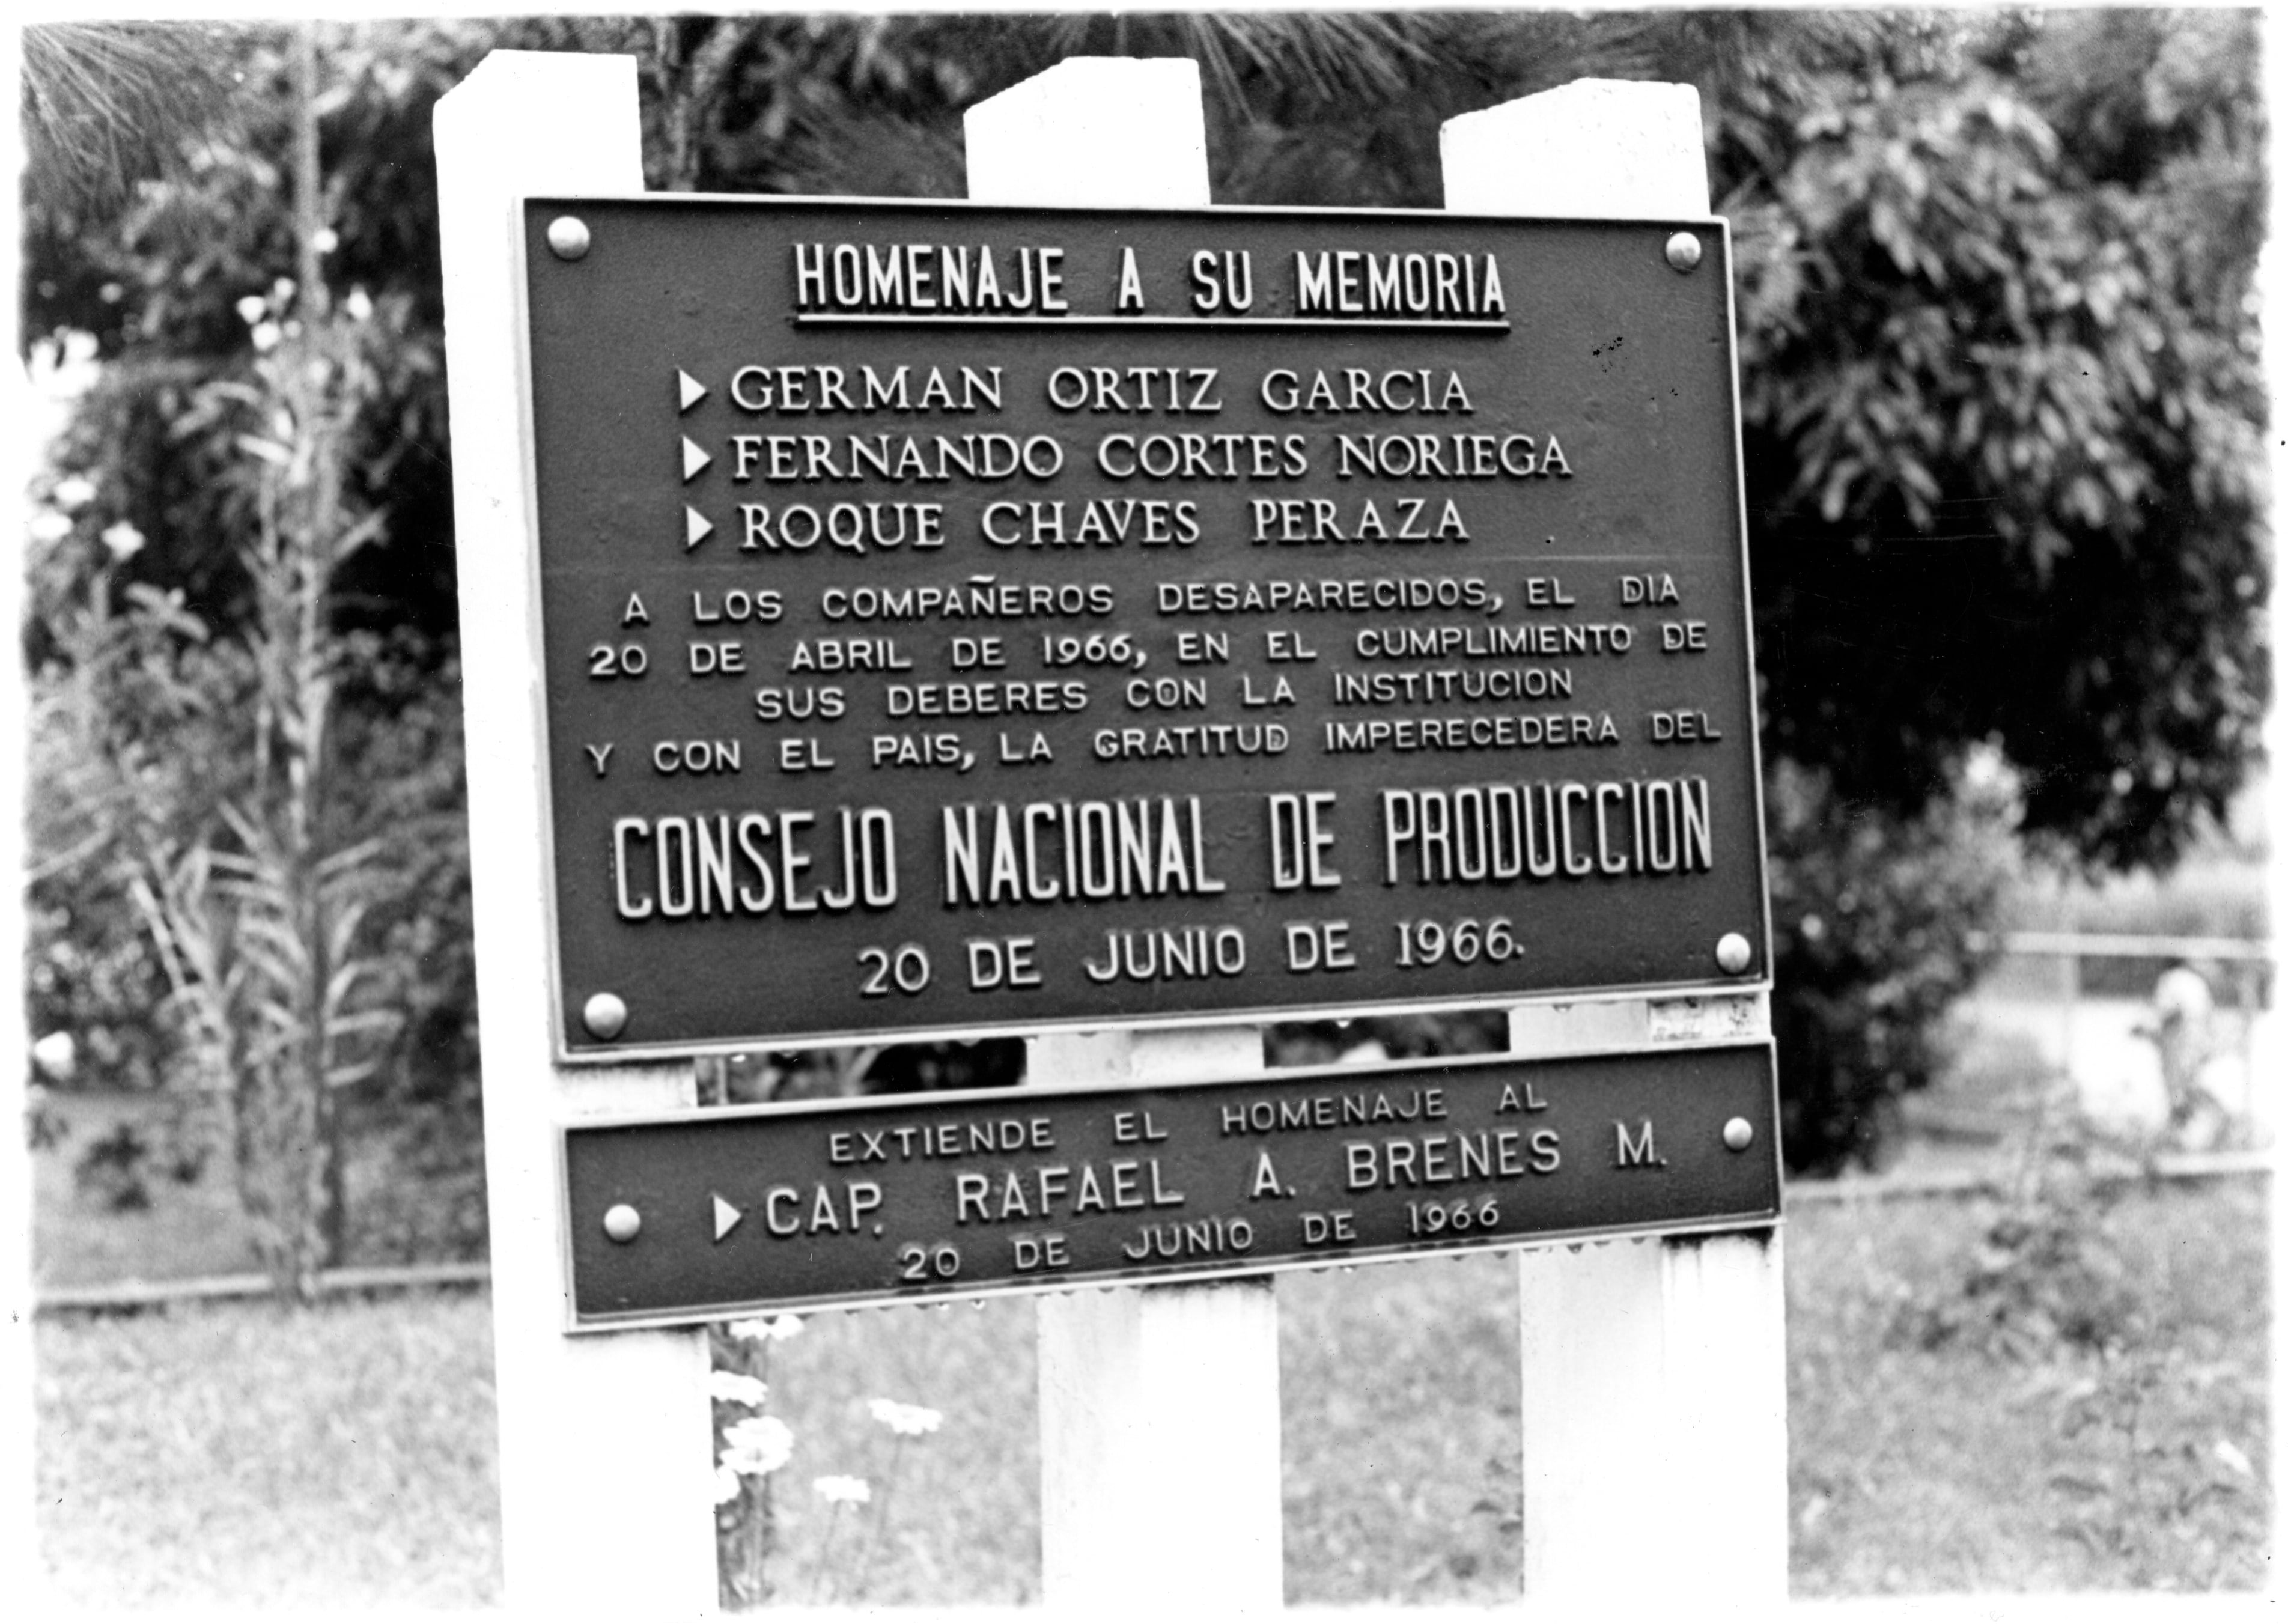 HOMENAJE A SU MEMORIA
GERMAN ORTIZ GARCIA
FERNANDO CORTES NORIEGA
ROQUE CHAVES PERAZA
A LOS COMPAÑEROS DESAPARECIDOS, EL DIA
20 DE ABRIL DE 1966, EN EL CUMPLIMIENTO DE
SUS DEBERES CON LA INSTITUCION
Y CON EL PAIS, LA GRATITUD IMPERECEDERA DEL
CONSEJO NACIONAL DE PRODUCCION
20 DE JUNIO DE 1966.
EXTIENDE EL HOMENAJE AL
CAP. RAFAEL A. BRENES M.
20 DE JUNIO DE 1966